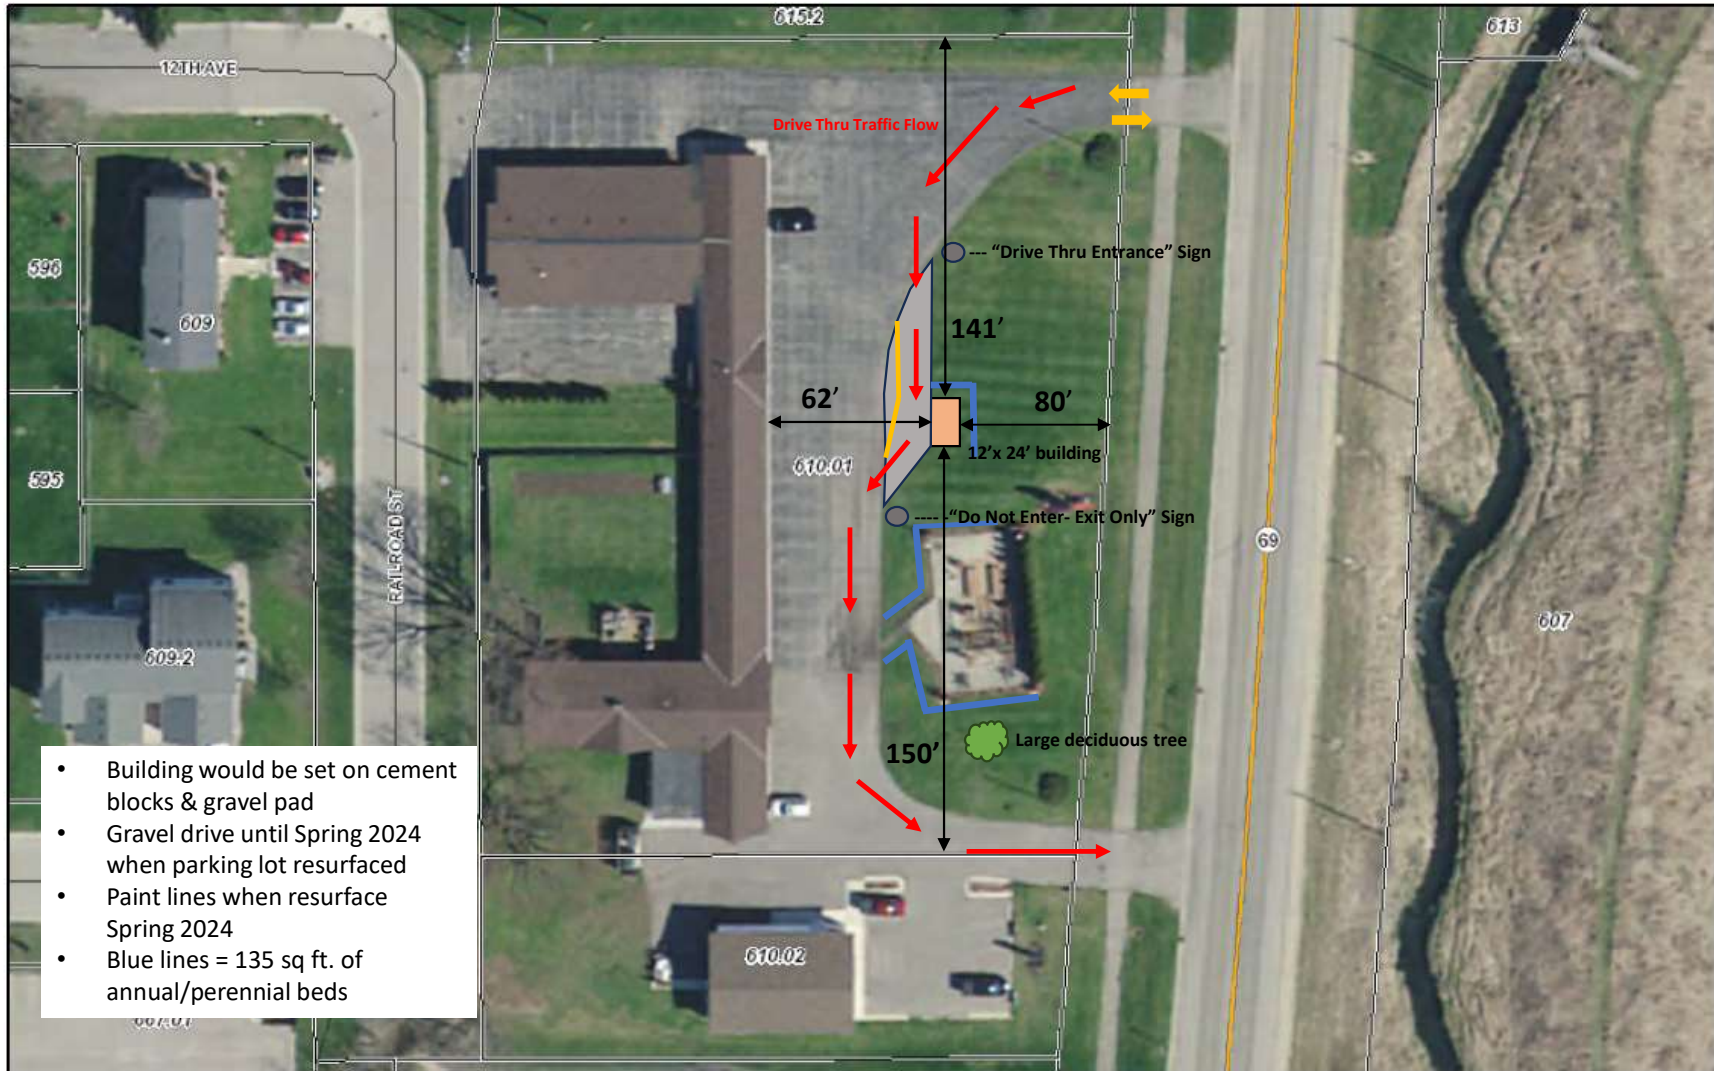 615.2
613
12TH AVE
Drive Thru Traffic Flow
--- “Drive Thru Entrance” Sign
596
609
141’
62’
80’
12’x 24’ building
610.01
595
---- “Do Not Enter- Exit Only” Sign
69
RAILROAD ST
607
609.2
Large deciduous tree
150’
• Building would be set on cement
blocks & gravel pad
• Gravel drive until Spring 2024
when parking lot resurfaced
• Paint lines when resurface
Spring 2024
• Blue lines = 135 sq ft. of
annual/perennial beds
610.02